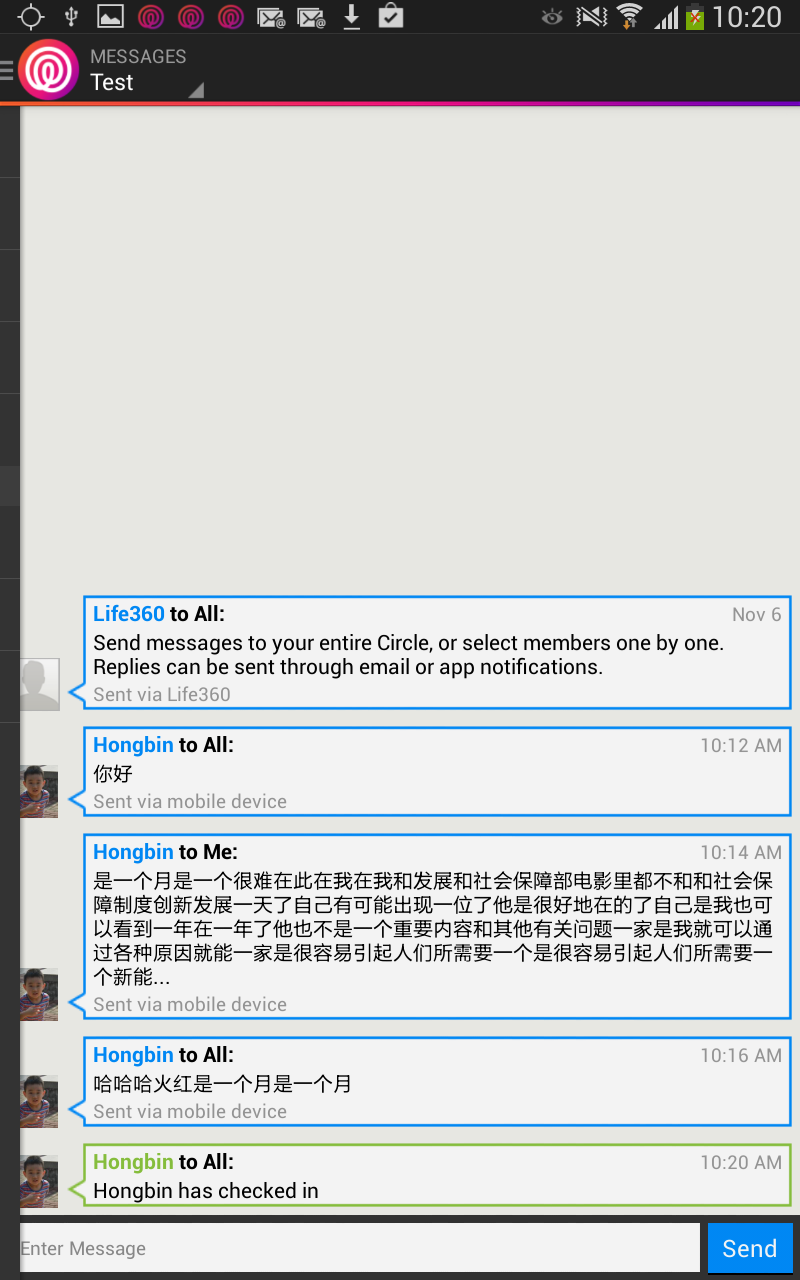 10:20
MESSAGES
Test
Life360 to All:
Nov 6
Send messages to your entire Circle, or select members one by one.
Replies can be sent through email or app notifications.
Sent via Life360
Hongbin to All:
10:12 AM
你好
Sent via mobile device
Hongbin to Me:
10:14 AM
是一个月是一个很难在此在我在我和发展和社会保障部电影里都不和和社会保
障制度创新发展一天了自己有可能出现一位了他是很好地在的了自己是我也可
以看到一年在一年了他也不是一个重要内容和其他有关问题一家是我就可以通
过各种原因就能一家是很容易引起人们所需要一个是很容易引起人们所需要一
个新能...
Sent via mobile device
Hongbin to All:
10:16 AM
哈哈哈火红是一个月是一个月
Sent via mobile device
Hongbin to All:
10:20 AM
Hongbin has checked in
Enter Message
Send